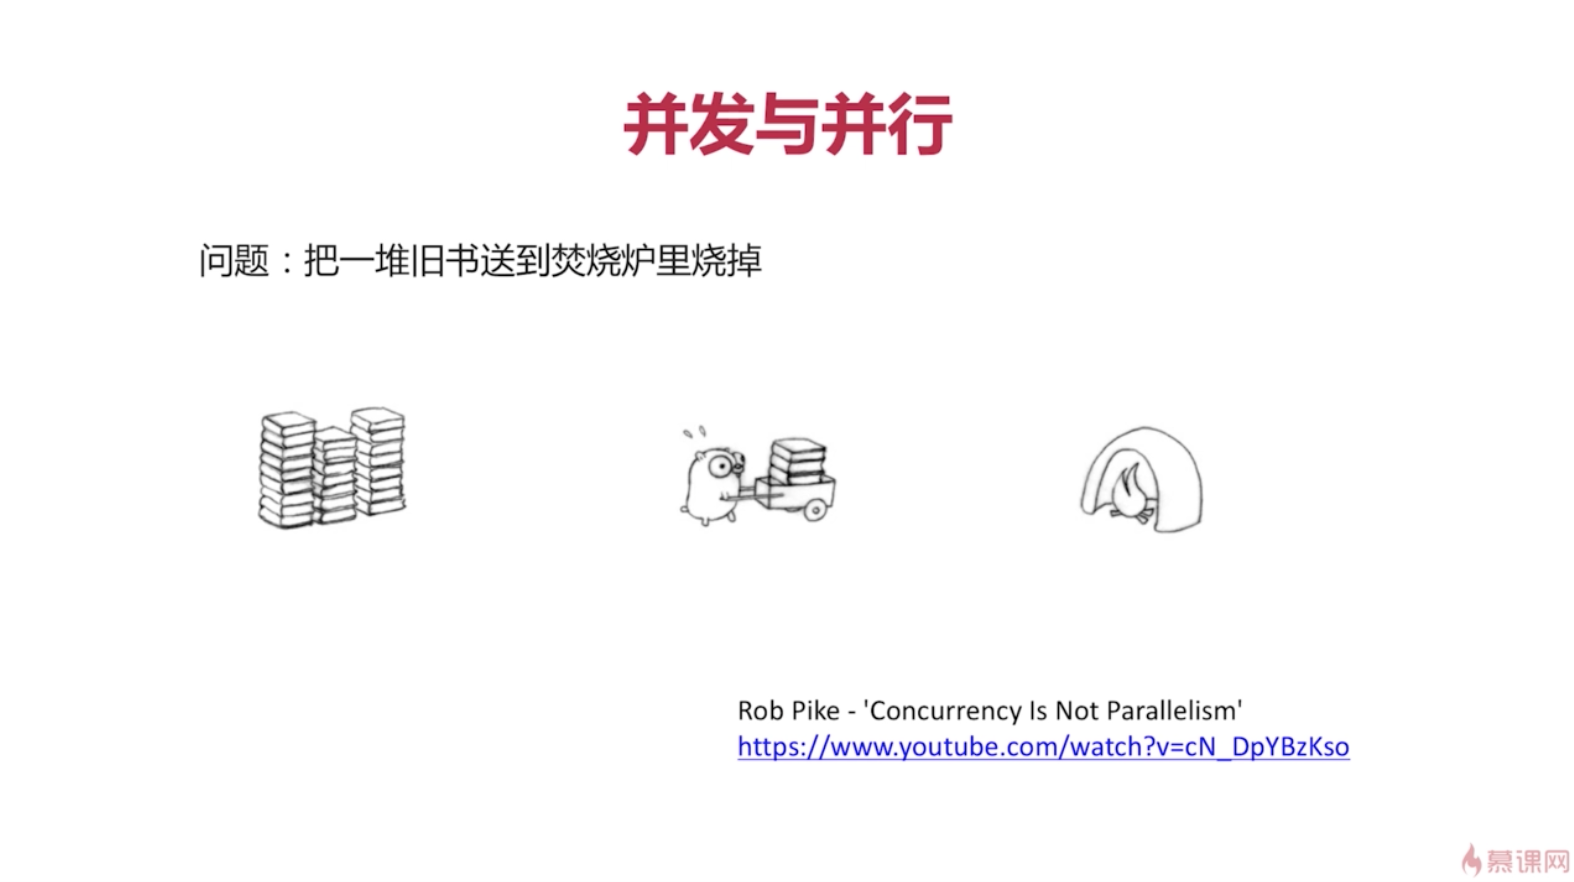 并发与并行
问题：把一堆旧书送到焚烧炉里烧掉
Rob Pike - 'Concurrency Is Not Parallelism'
https://www.youtube.com/watch?v=cN_DpYBzKso
慕课网